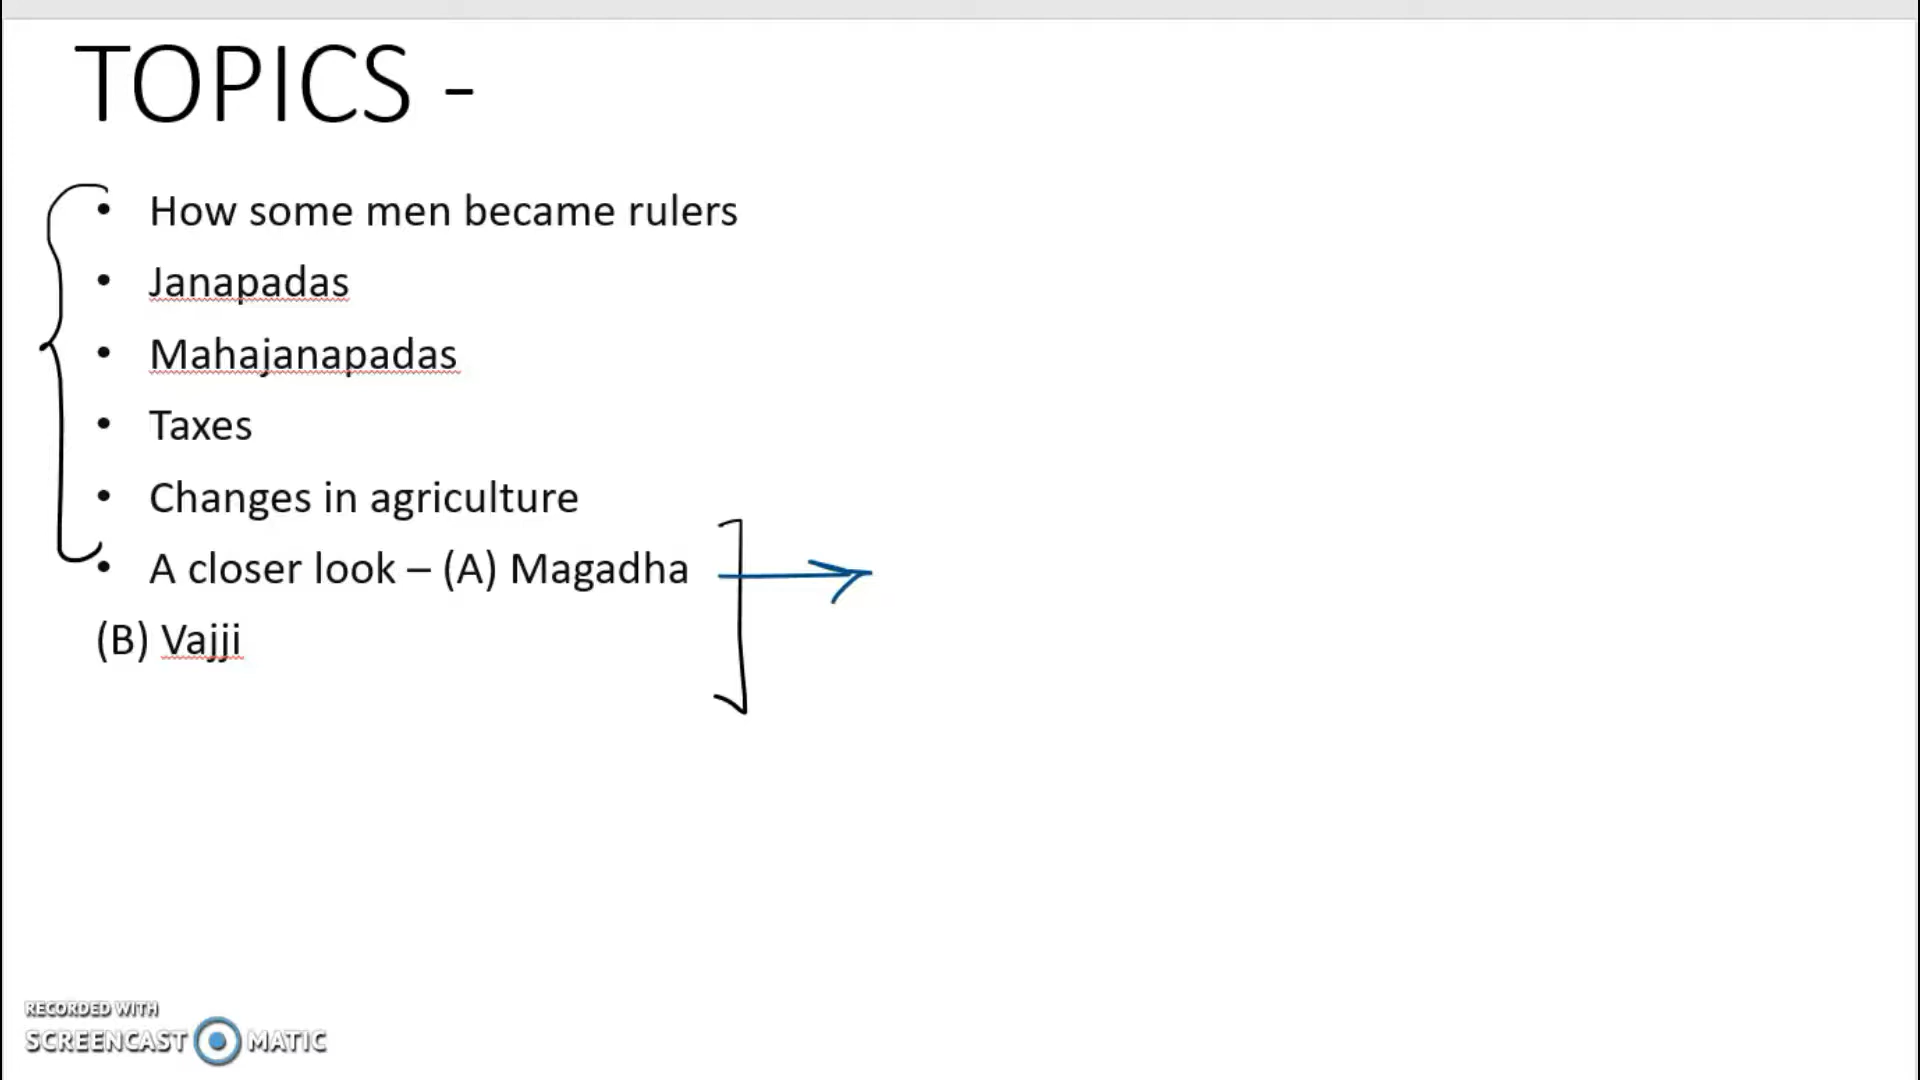 TOPICS -
• How some men became rulers
• Janapadas
• Mahajanapadas
• Taxes
• Changes in agriculture
• A closer look – (A) Magadha
(B) Vajji
RECORDED WITH
SCREENCAST MATIC